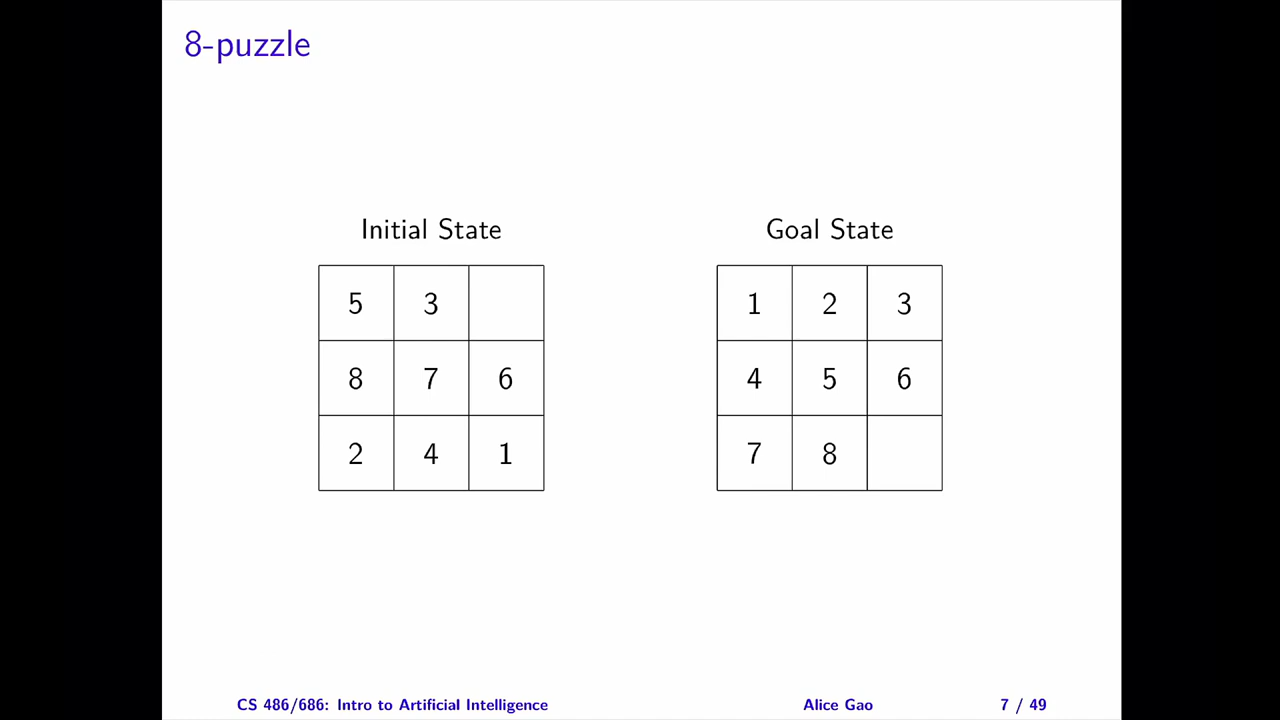 8-puzzle
Initial State
5 3
8 7 6
2 4 1
Goal State
1 2 3
4 5 6
7 8
CS 486/686: Intro to Artificial Intelligence Alice Gao 7 / 49